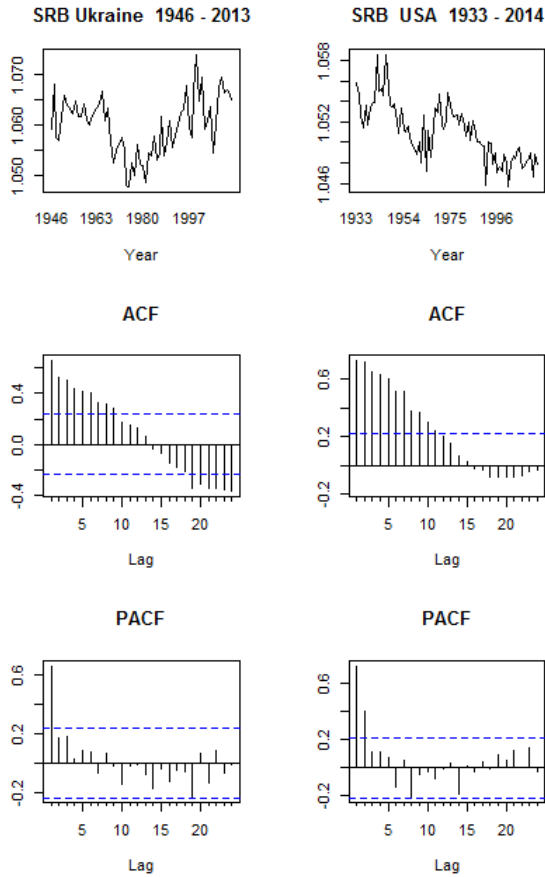 SRB Ukraine 1946 - 2013
1.050 1.060 1.070
1946 1963 1980 1997
Year
SRB USA 1933 - 2014
1.046 1.052 1.058
1933 1954 1975 1996
Year
ACF
-0.4 0.0 0.4
5 10 15 20
Lag
ACF
-0.2 0.2 0.6
5 10 15 20
Lag
PACF
-0.2 0.2 0.6
5 10 15 20
Lag
PACF
-0.2 0.2 0.6
5 10 15 20
Lag